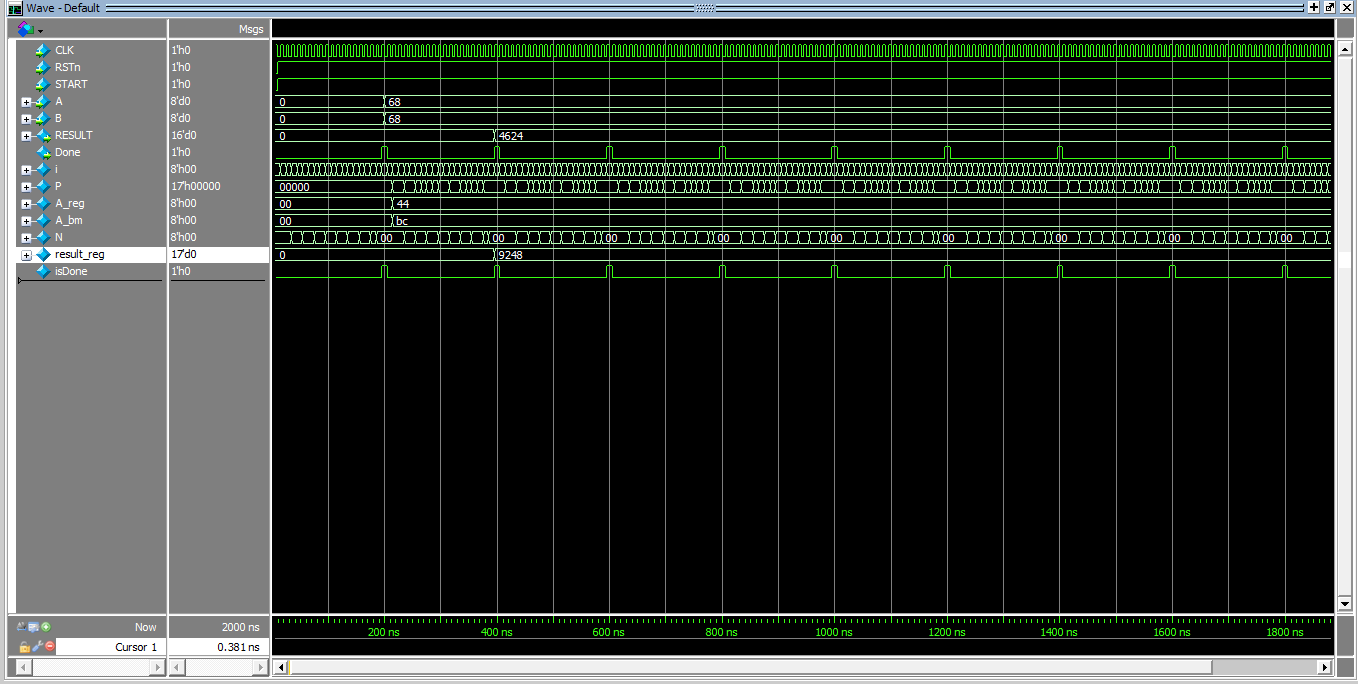 Wave - Default
Msgs
CLK 1'h0
RSTn 1'h0
START 1'h0
A 8'd0 0 68
B 8'd0 0 68
RESULT 16'd0 0 4624
Done 1'h0
i 8'h00
P 17'h00000 00000
A_reg 8'h00 00 44
A_bm 8'h00 00 bc
N 8'h00 00 00 00 00 00 00 00 00 00
result_reg 17'd0 0 9248
isDone 1'h0
Now 2000 ns 200 ns 400 ns 600 ns 800 ns 1000 ns 1200 ns 1400 ns 1600 ns 1800 ns
Cursor 1 0.381 ns